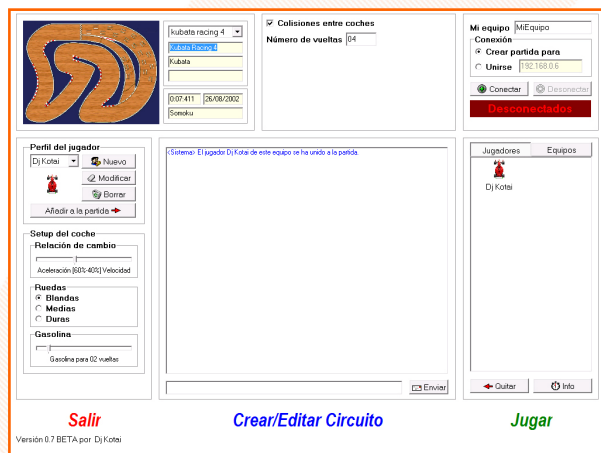 kubata racing 4
Kubata Racing 4
Kubata
0:07:411 26/08/2002
Somoku
Colisiones entre coches
Número de vueltas 04
Mi equipo MiEquipo
Conexión
Crear partida para
Unirse 192.168.0.6
Conectar Desconectar
Desconectados
Perfil del jugador
Dj Kotai Nuevo
Modificar
Borrar
Añadir a la partida
Setup del coche
Relación de cambio
Aceleración [60%-40%] Velocidad
Ruedas
Blandas
Medias
Duras
Gasolina
Gasolina para 02 vueltas
<Sistema> El jugador Dj Kotai de este equipo se ha unido a la partida.
Enviar
Jugadores Equipos
Dj Kotai
Quitar Info
Salir Crear/Editar Circuito Jugar
Versión 0.7 BETA por Dj Kotai